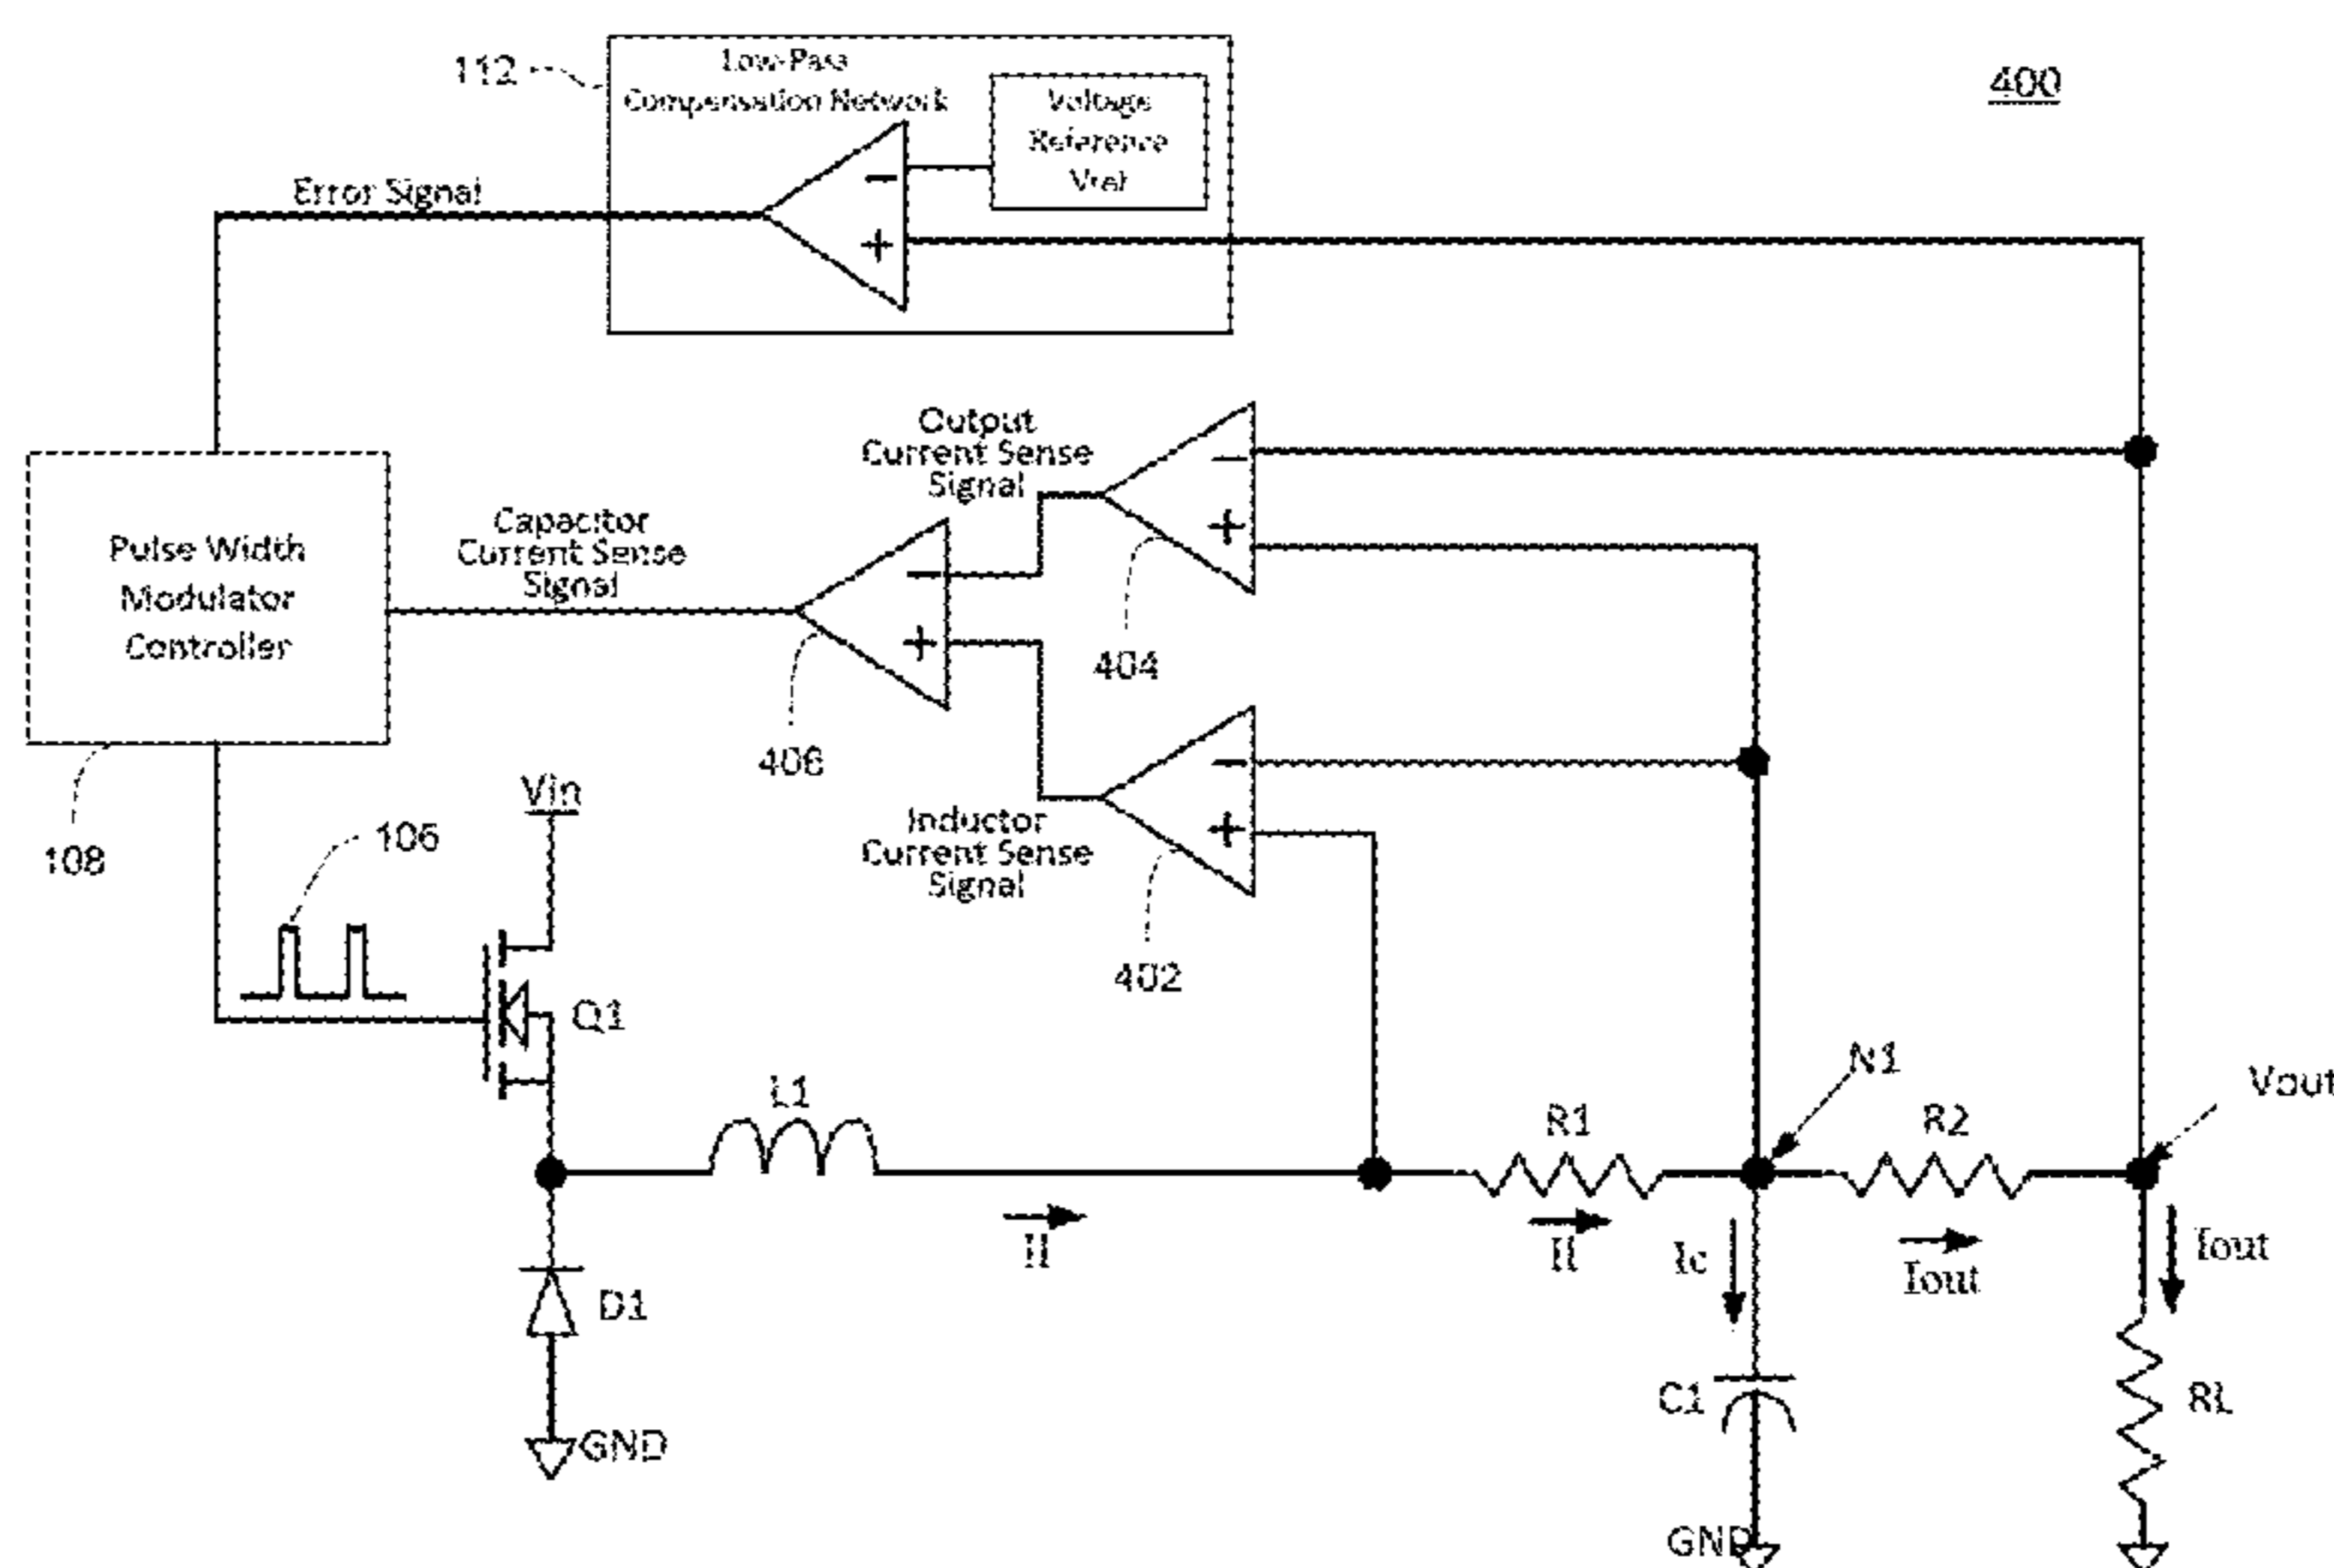 400
112
Low-Pass
Compensation Network
Voltage
Reference
Vref
−
+
Error Signal
Output
Current Sense
Signal
−
+
404
Capacitor
Current Sense
Signal
−
+
406
Pulse Width
Modulator
Controller
108
Inductor
Current Sense
Signal
−
+
402
Vin
106
Q1
L1
Il
R1
Il
N1
R2
Vout
Ic
Iout
Iout
D1
GND
C1
GND
RL